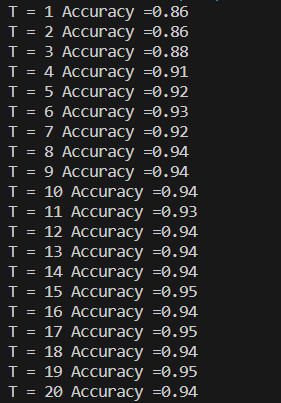 T = 1 Accuracy =0.86
T = 2 Accuracy =0.86
T = 3 Accuracy =0.88
T = 4 Accuracy =0.91
T = 5 Accuracy =0.92
T = 6 Accuracy =0.93
T = 7 Accuracy =0.92
T = 8 Accuracy =0.94
T = 9 Accuracy =0.94
T = 10 Accuracy =0.94
T = 11 Accuracy =0.93
T = 12 Accuracy =0.94
T = 13 Accuracy =0.94
T = 14 Accuracy =0.94
T = 15 Accuracy =0.95
T = 16 Accuracy =0.94
T = 17 Accuracy =0.95
T = 18 Accuracy =0.94
T = 19 Accuracy =0.95
T = 20 Accuracy =0.94